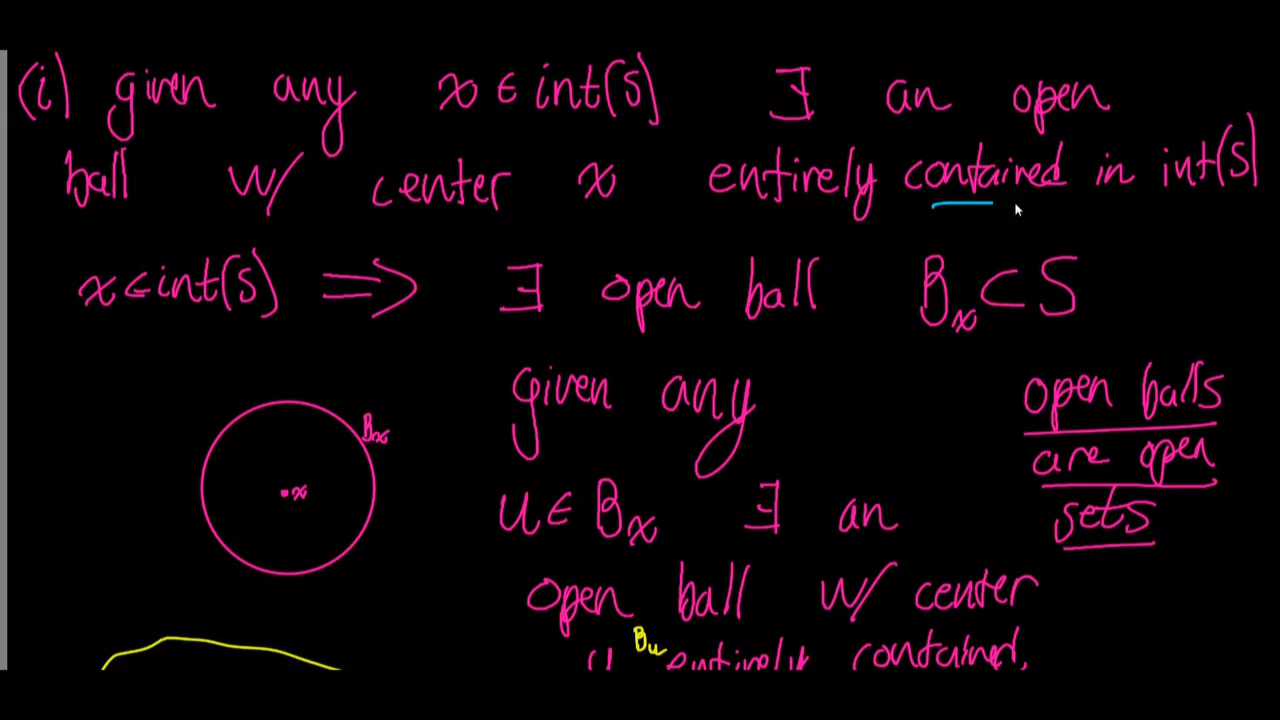 (i) given any x ∈ int(S) ∃ an open
ball w/ center x entirely contained in int(S)
x ∈ int(S) ⟹ ∃ open ball Bₓ ⊂ S
given any
u ∈ Bₓ ∃ an
open ball w/ center
u entirely contained,
Bᵤ
open balls
are open
sets
Bₓ
x